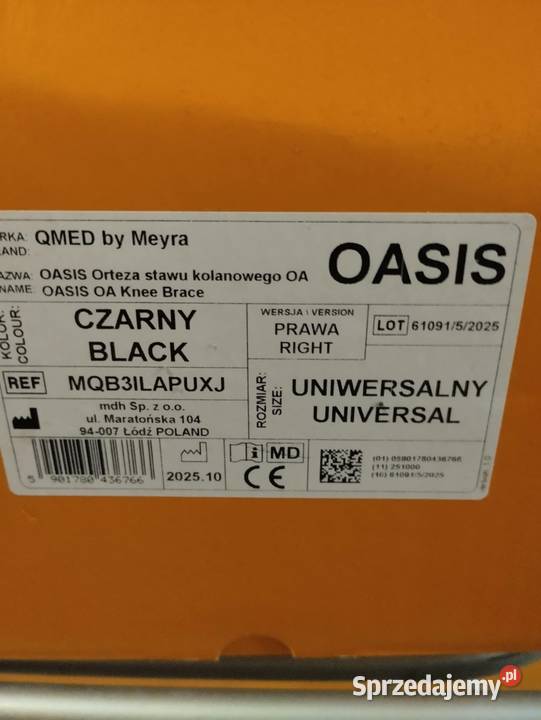 RKA: QMED by Meyra
AND:
OASIS
AZWA: OASIS Orteza stawu kolanowego OA
NAME: OASIS OA Knee Brace
KOLOR:
COLOUR:
CZARNY
BLACK
WERSJA \ VERSION
PRAWA
RIGHT
LOT 61091/5/2025
REF MQB3ILAPUXJ
ROZMIAR:
SIZE:
UNIWERSALNY
UNIVERSAL
mdh Sp. z o.o.
ul. Maratońska 104
94-007 Łódź POLAND
5 901780 436766
2025.10
MD
CE
(01) 05901780436766
(11) 251000
(10) 61091/5/2025
Sprzedajemy.pl